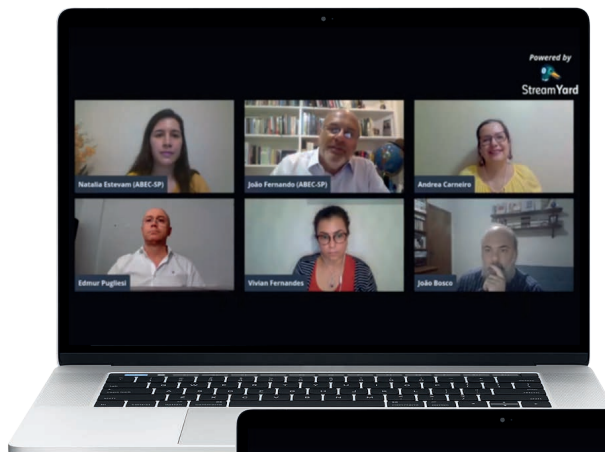 Powered by
StreamYard
Natalia Estevam (ABEC-SP)
João Fernando (ABEC-SP)
Andrea Carneiro
Edmur Pugliesi
Vivian Fernandes
João Bosco